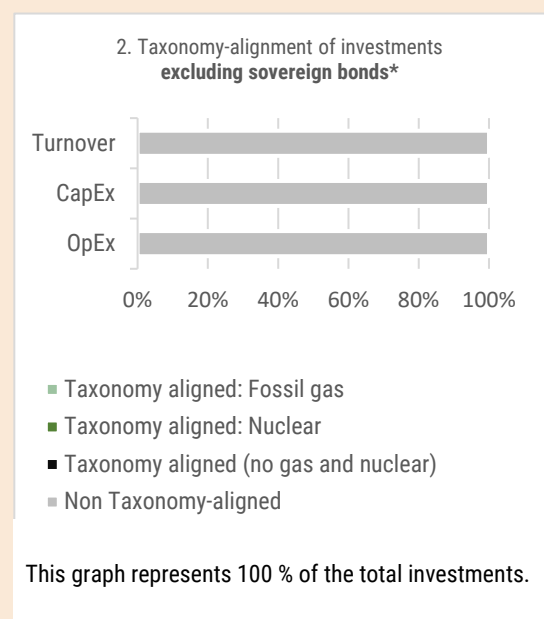 2. Taxonomy-alignment of investments
excluding sovereign bonds*
Turnover
CapEx
OpEx
0% 20% 40% 60% 80% 100%
Taxonomy aligned: Fossil gas
Taxonomy aligned: Nuclear
Taxonomy aligned (no gas and nuclear)
Non Taxonomy-aligned
This graph represents 100 % of the total investments.